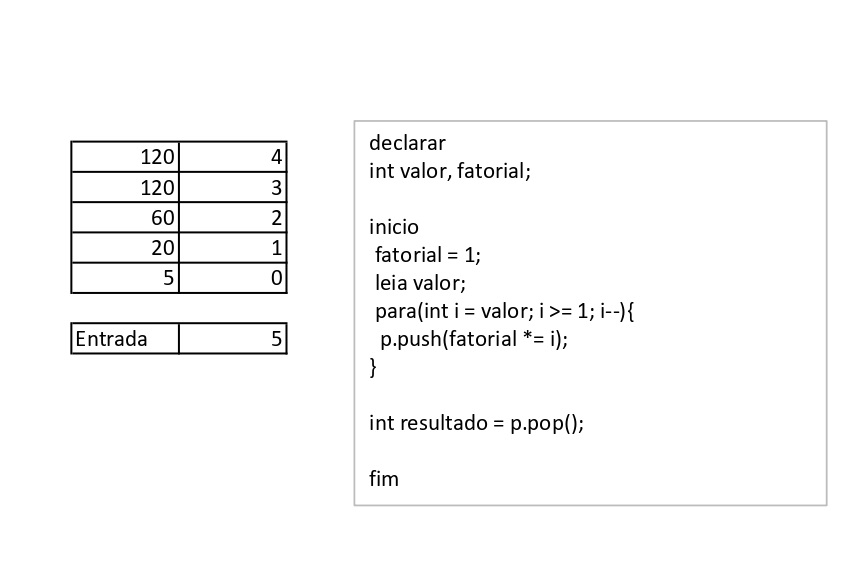 120 4
120 3
60 2
20 1
5 0
Entrada 5
declarar
int valor, fatorial;
inicio
fatorial = 1;
leia valor;
para(int i = valor; i >= 1; i--){
p.push(fatorial *= i);
}
int resultado = p.pop();
fim